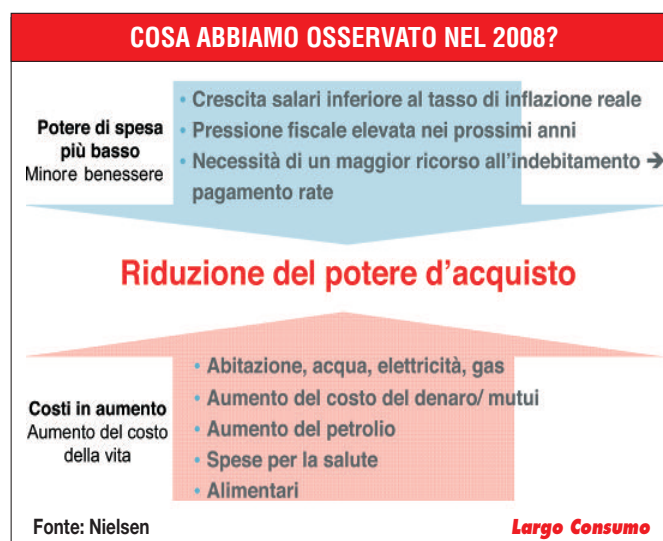 COSA ABBIAMO OSSERVATO NEL 2008?
Potere di spesa
più basso
Minore benessere
• Crescita salari inferiore al tasso di inflazione reale
• Pressione fiscale elevata nei prossimi anni
• Necessità di un maggior ricorso all'indebitamento ➔
pagamento rate
Riduzione del potere d'acquisto
Costi in aumento
Aumento del costo
della vita
• Abitazione, acqua, elettricità, gas
• Aumento del costo del denaro/ mutui
• Aumento del petrolio
• Spese per la salute
• Alimentari
Fonte: Nielsen
Largo Consumo